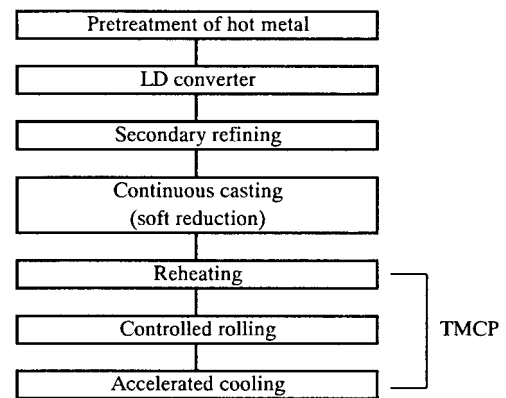 Pretreatment of hot metal
LD converter
Secondary refining
Continuous casting
(soft reduction)
Reheating
Controlled rolling
TMCP
Accelerated cooling